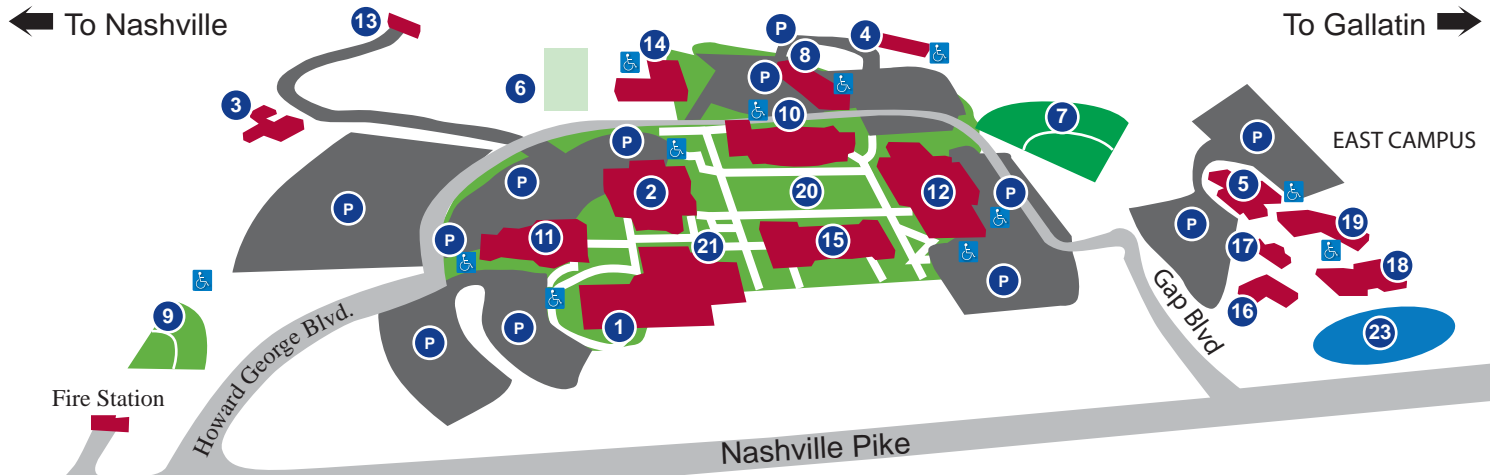 To Nashville
To Gallatin
13
14
P
4
8
P
6
3
10
7
P
P
EAST CAMPUS
P
2
20
12
P
5
P
P
11
21
15
19
P
17
18
P
16
9
P
P
1
23
Howard George Blvd.
Gap Blvd
Fire Station
Nashville Pike